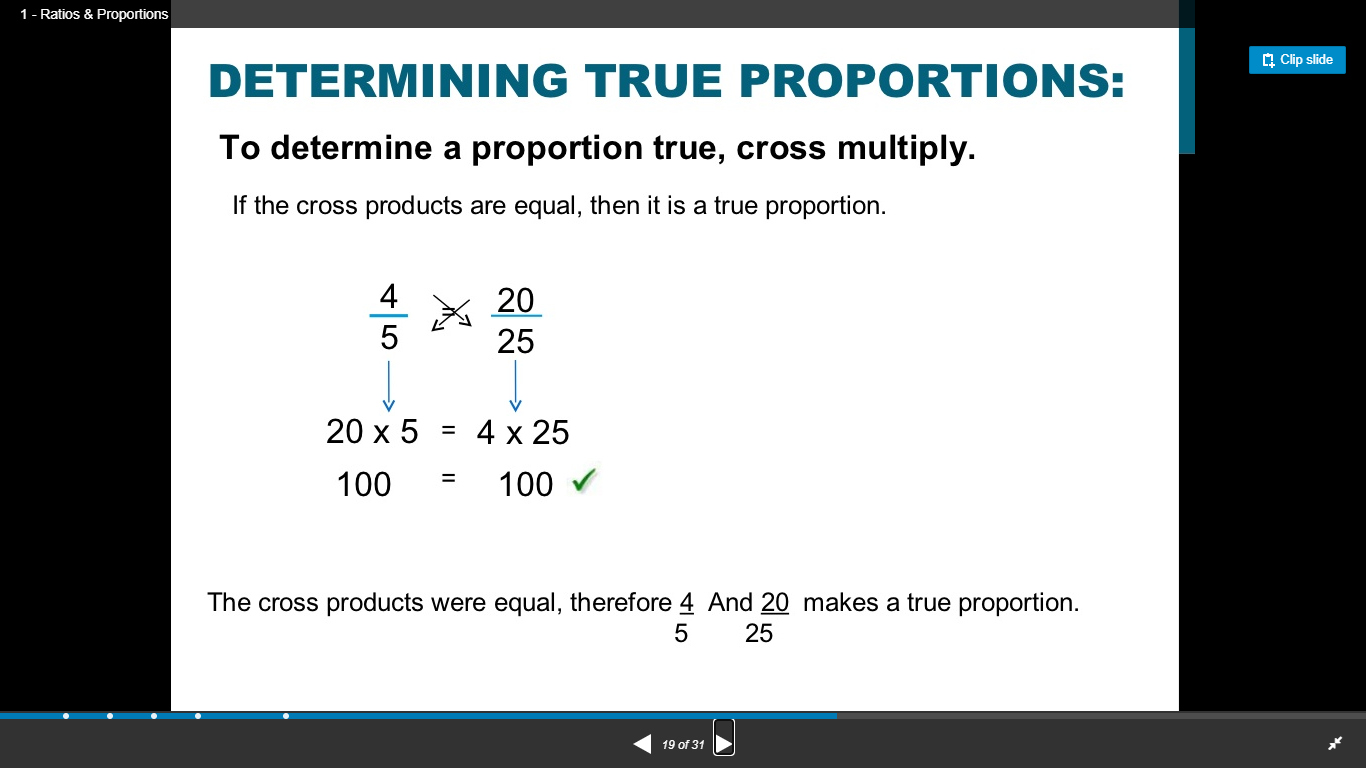 1 - Ratios & Proportions
Clip slide
DETERMINING TRUE PROPORTIONS:
To determine a proportion true, cross multiply.
If the cross products are equal, then it is a true proportion.
4 = 20
5 25
20 x 5 = 4 x 25
100 = 100
The cross products were equal, therefore 4 And 20 makes a true proportion.
5 25
19 of 31